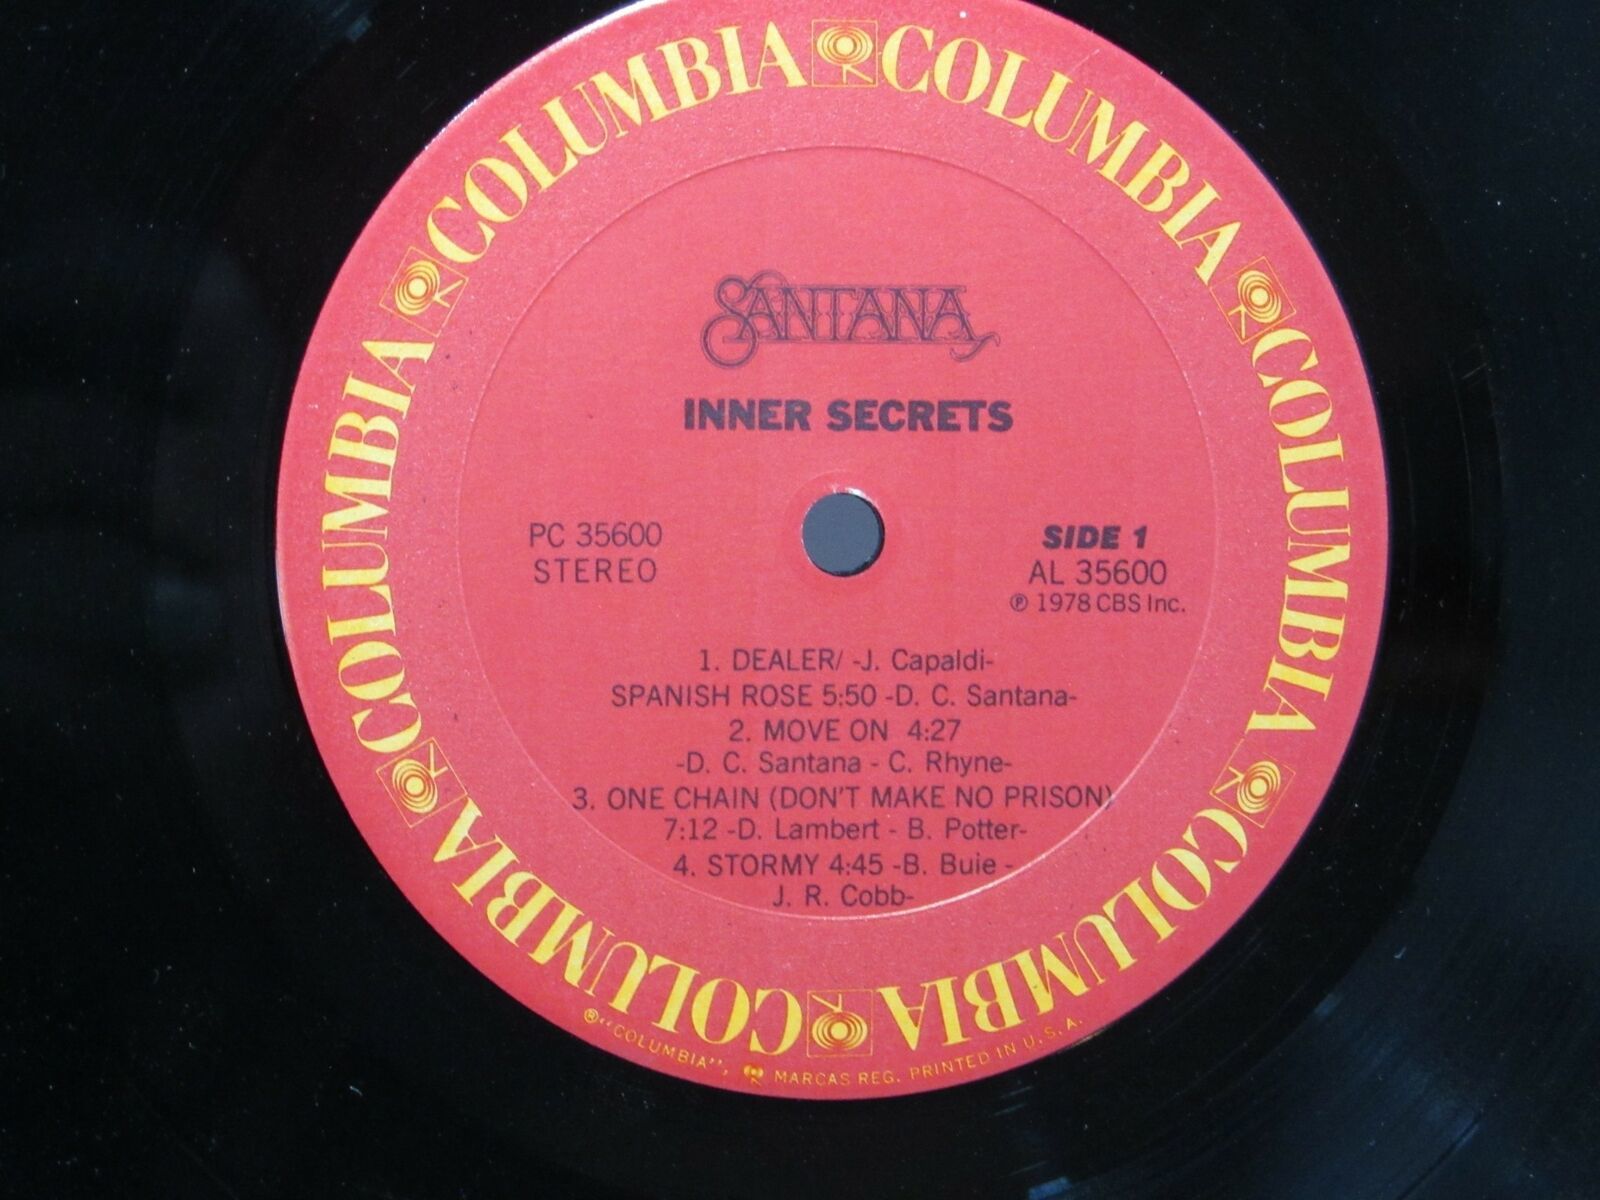 COLUMBIA COLUMBIA COLUMBIA COLUMBIA COLUMBIA COLUMBIA COLUMBIA COLUMBIA
SANTANA
INNER SECRETS
PC 35600
STEREO
SIDE 1
AL 35600
℗ 1978 CBS Inc.
1. DEALER/ -J. Capaldi-
SPANISH ROSE 5:50 -D. C. Santana-
2. MOVE ON 4:27
-D. C. Santana - C. Rhyne-
3. ONE CHAIN (DON'T MAKE NO PRISON)
7:12 -D. Lambert - B. Potter-
4. STORMY 4:45 -B. Buie -
J. R. Cobb-
®"COLUMBIA", MARCAS REG. PRINTED IN U.S.A.